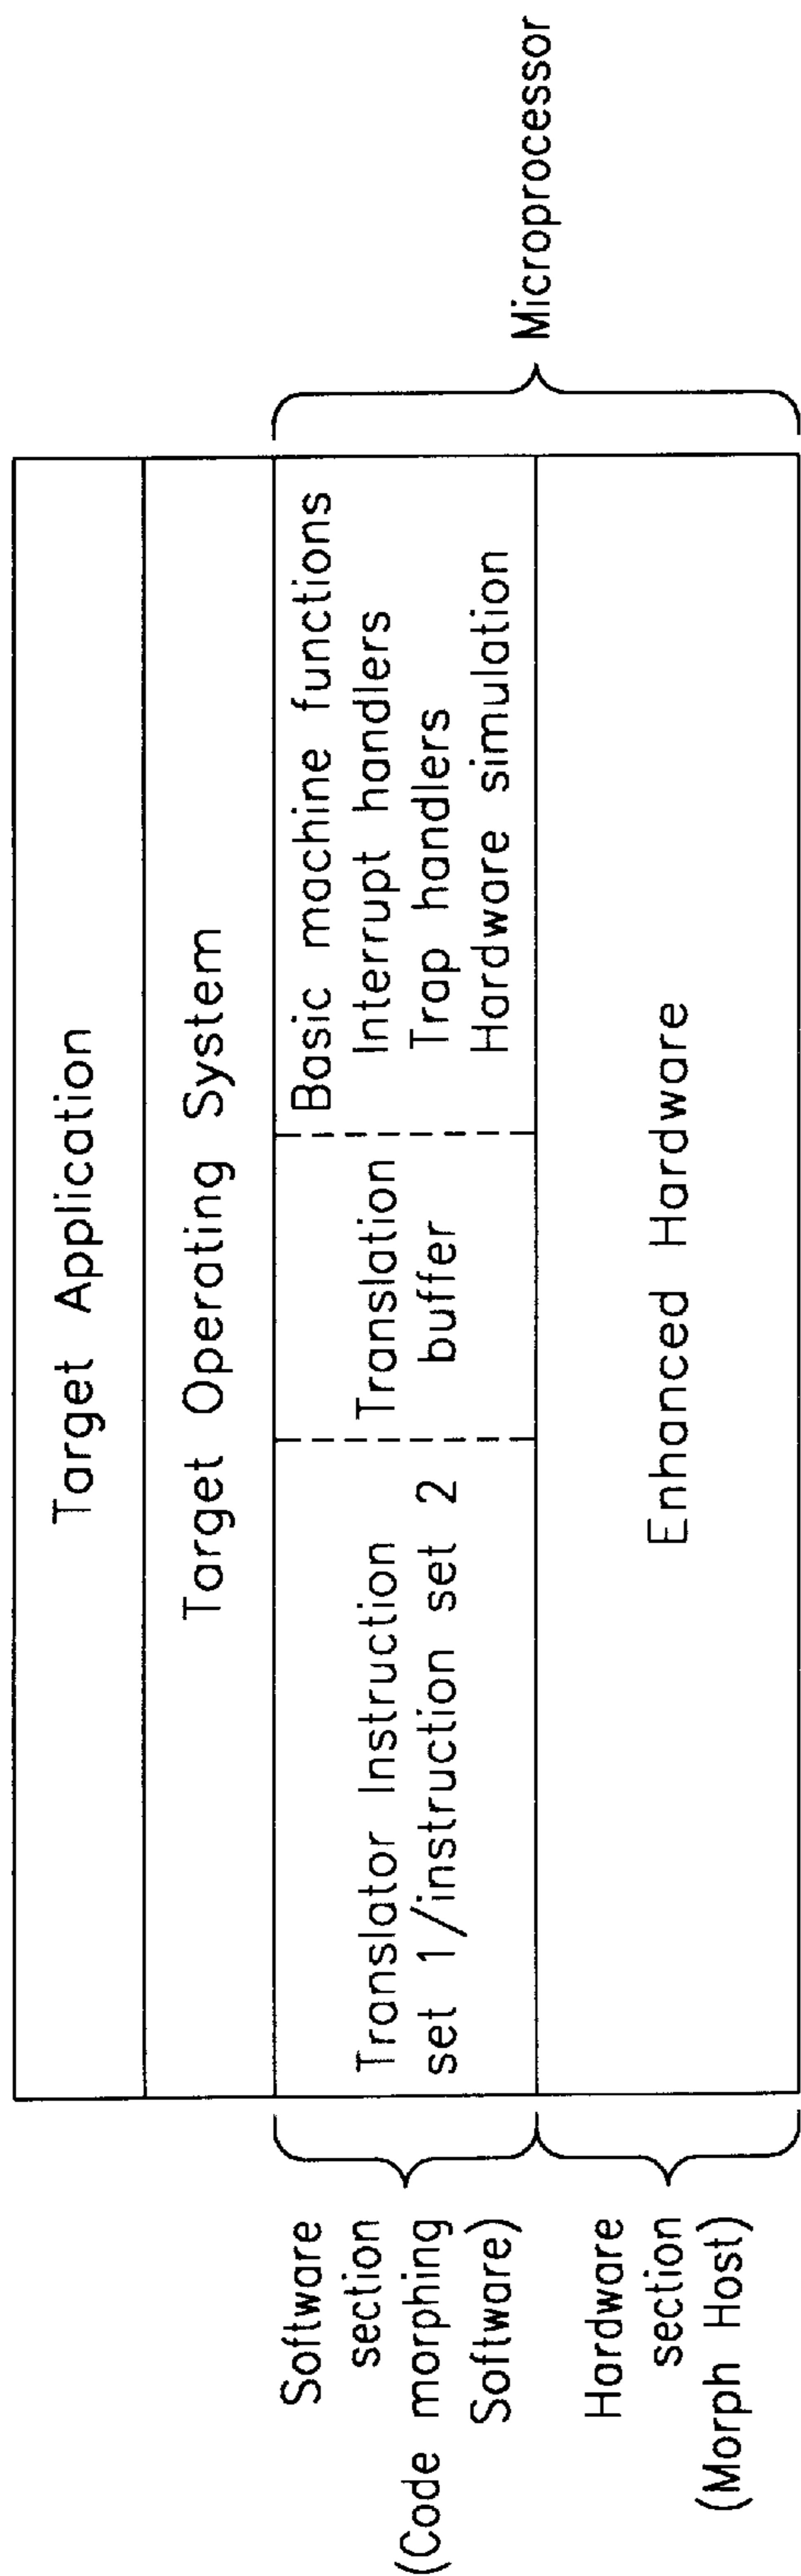 Target Application
Target Operating System
Software
section
(Code morphing
Software)
Translator Instruction
set 1/instruction set 2
Translation
buffer
Basic machine functions
Interrupt handlers
Trap handlers
Hardware simulation
Microprocessor
Hardware
section
(Morph Host)
Enhanced Hardware